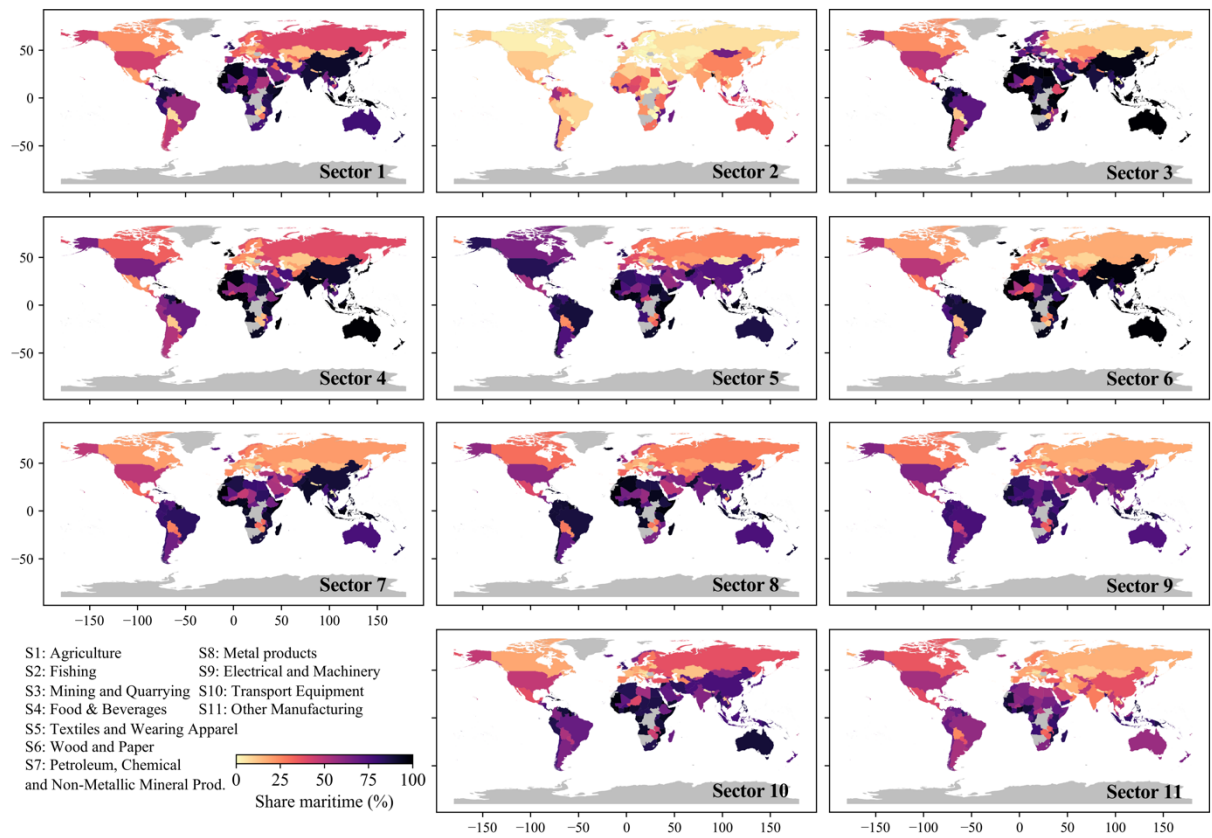 50
0
−50
Sector 1
Sector 2
Sector 3
50
0
−50
Sector 4
Sector 5
Sector 6
50
0
−50
Sector 7
Sector 8
Sector 9
−150 −100 −50 0 50 100 150
S1: Agriculture
S2: Fishing
S3: Mining and Quarrying
S4: Food & Beverages
S5: Textiles and Wearing Apparel
S6: Wood and Paper
S7: Petroleum, Chemical
and Non-Metallic Mineral Prod.
S8: Metal products
S9: Electrical and Machinery
S10: Transport Equipment
S11: Other Manufacturing
0 25 50 75 100
Share maritime (%)
Sector 10
Sector 11
−150 −100 −50 0 50 100 150
−150 −100 −50 0 50 100 150